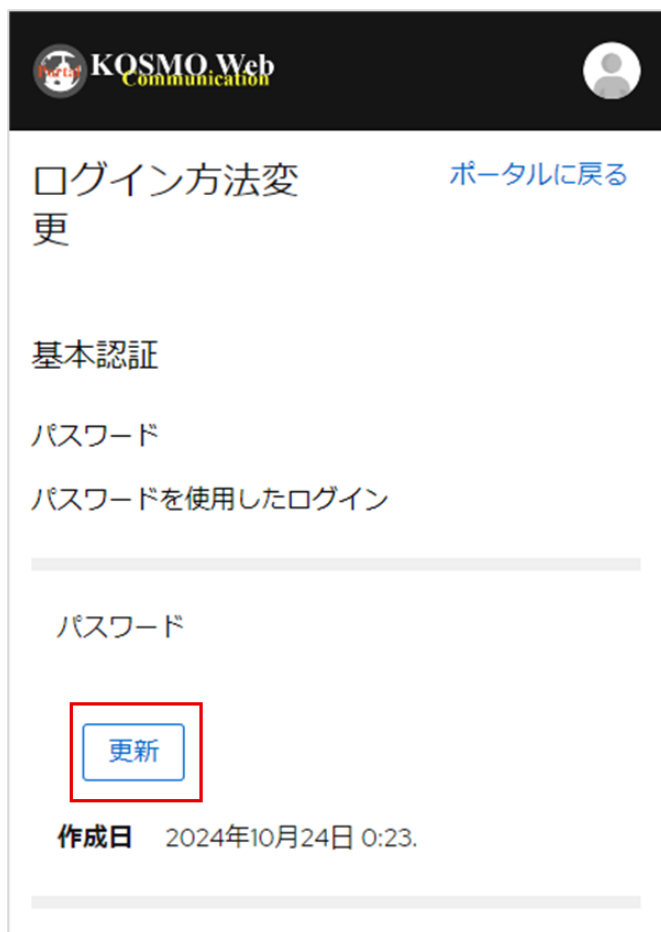 Portal KOSMO Web
Communication
ログイン方法変
更
ポータルに戻る
基本認証
パスワード
パスワードを使用したログイン
パスワード
更新
作成日 2024年10月24日 0:23.